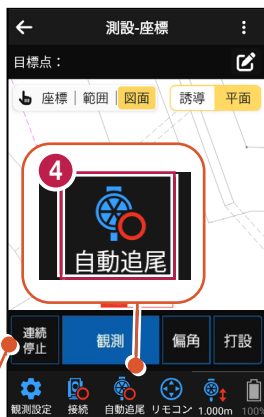 測設-座標
目標点：
座標 範囲 図面 誘導 平面
4
自動追尾
連続
停止
観測 偏角 打設
観測設定 接続 自動追尾 リモコン 1.000m 100%